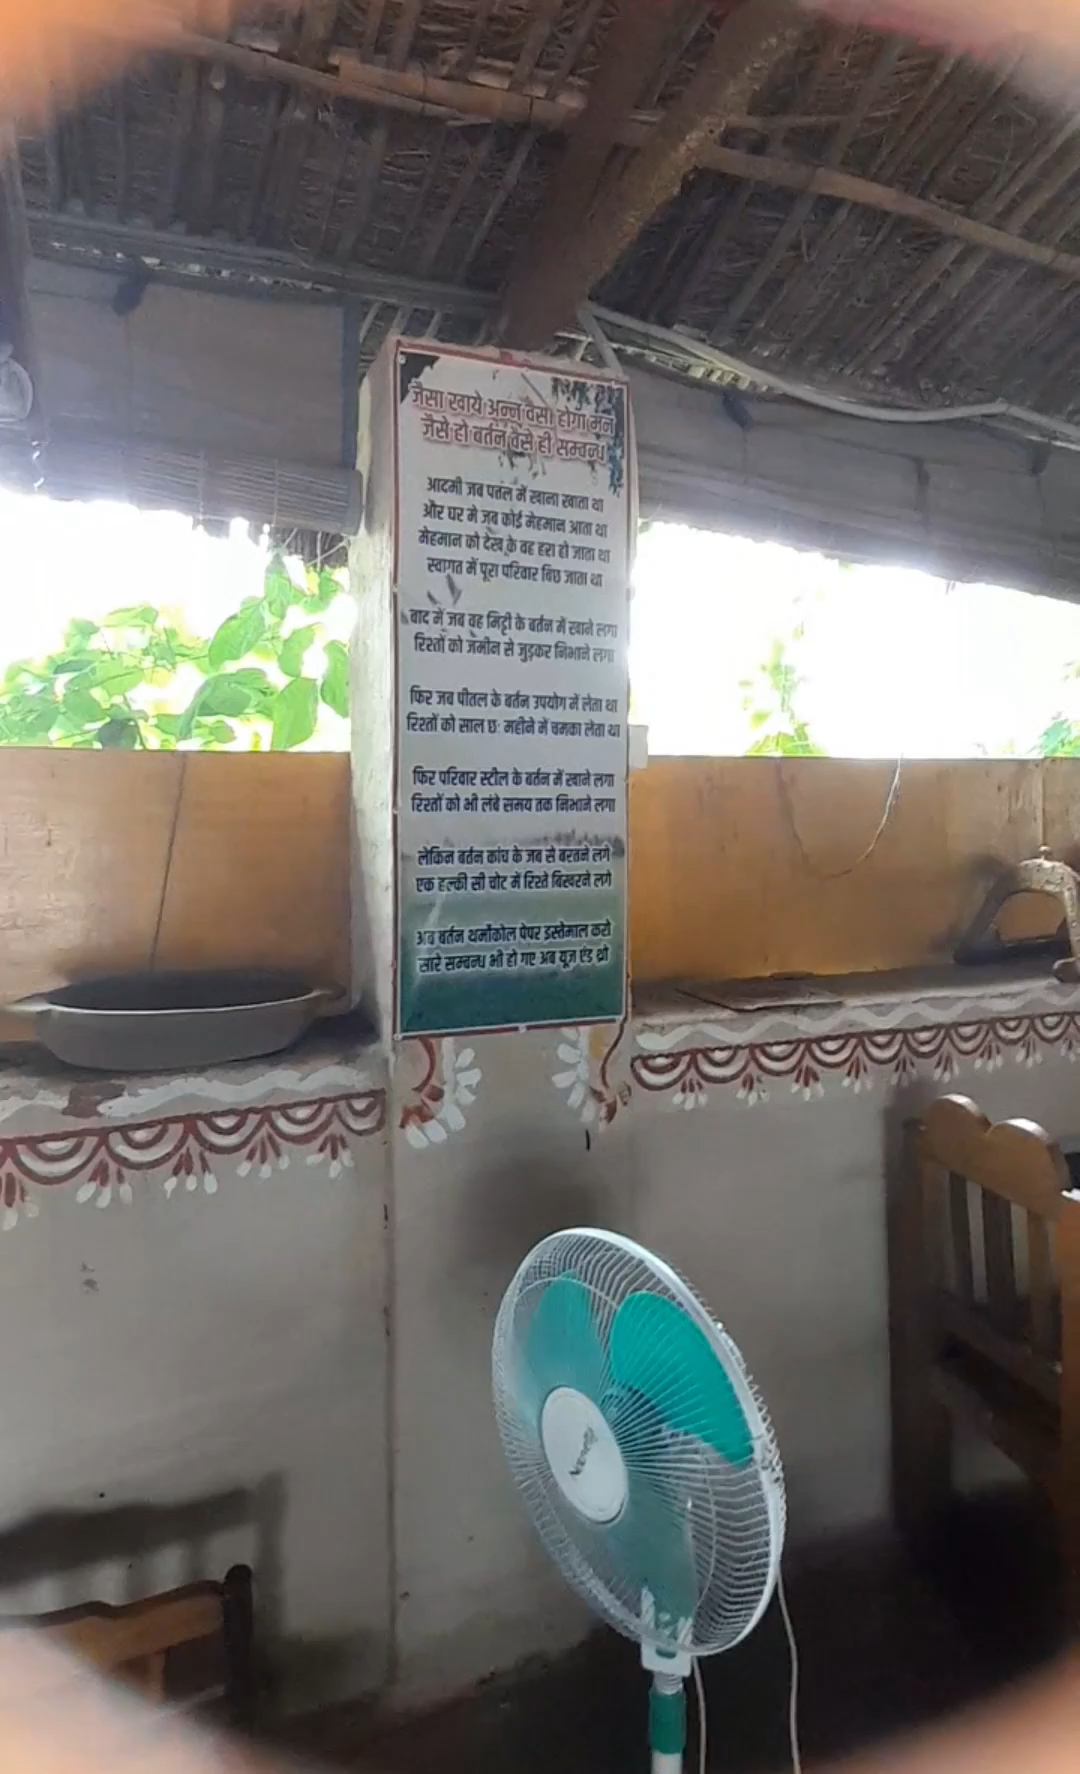 जैसा खाये अन्न वैसा होगा मन
जैसे हो बर्तन वैसे ही सम्बन्ध
आदमी जब पतल में खाना खाता था
और घर मे जब कोई मेहमान आता था
मेहमान को देख के वह हरा हो जाता था
स्वागत में पूरा परिवार बिछ जाता था
बाद में जब वह मिट्टी के बर्तन में खाने लगा
रिश्तों को जमीन से जुड़कर निभाने लगा
फिर जब पीतल के बर्तन उपयोग में लेता था
रिश्तों को साल छः महीने में चमका लेता था
फिर परिवार स्टील के बर्तन में खाने लगा
रिश्तों को भी लंबे समय तक निभाने लगा
लेकिन बर्तन कांच के जब से बरतने लगे
एक हल्की सी चोट में रिश्ते बिखरने लगे
अब बर्तन थर्मोकोल पेपर इस्तेमाल करो
सारे सम्बन्ध भी हो गए अब यूज एंड थ्रो